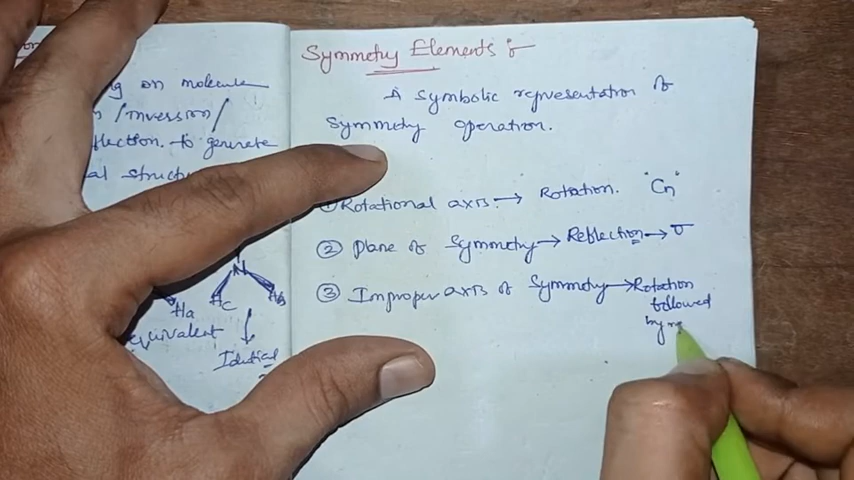 on molecule
/Inversion/
flection. to generate
al struct
N
Ha
Hc
HB
equivalent
Identical
Symmetry Elements :-
A symbolic representation of
Symmetry operation.
① Rotational axis → Rotation. "Cn"
② Plane of Symmetry → Reflection → σ
③ Improper axis of Symmetry → Rotation
followed
by